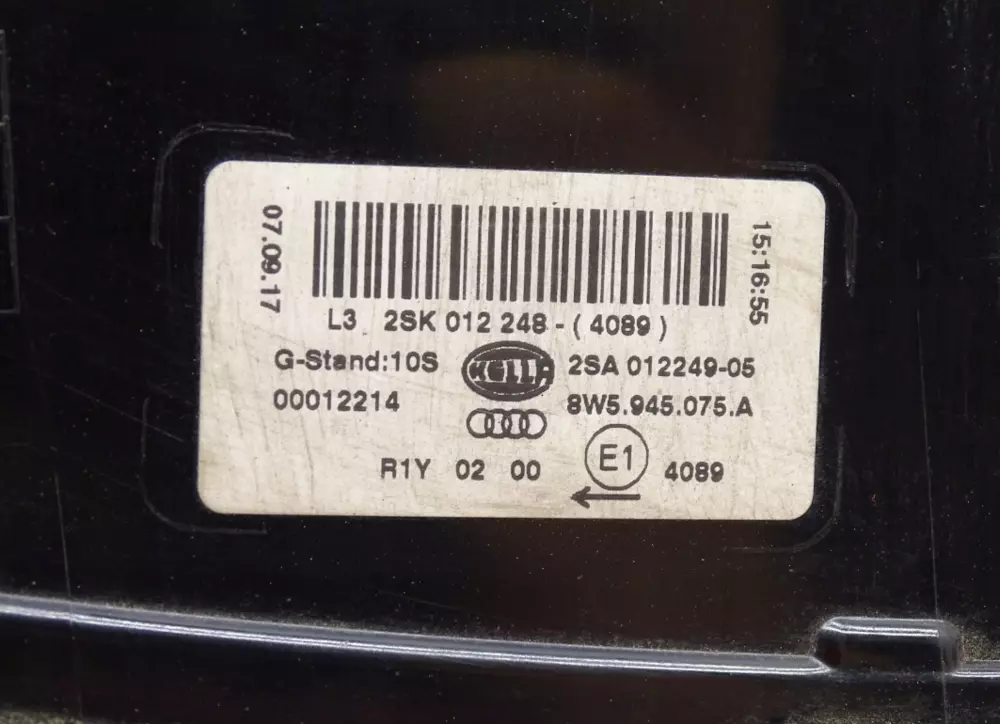 07.09.17
15:16:55
L3 2SK 012 248-(4089)
G-Stand:10S
HELLA
2SA 012249-05
00012214
8W5.945.075.A
R1Y 02 00
E1
4089